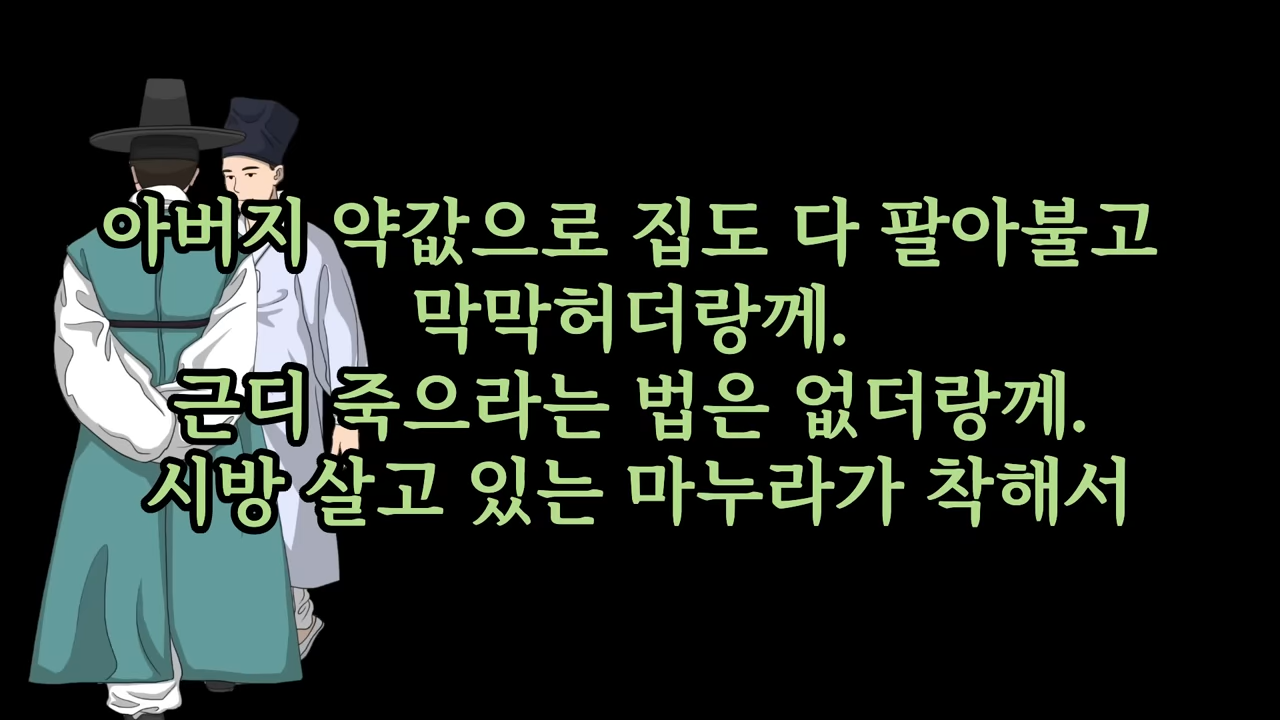 아버지 약값으로 집도 다 팔아불고
막막허더랑께.
근디 죽으라는 법은 없더랑께.
시방 살고 있는 마누라가 착해서